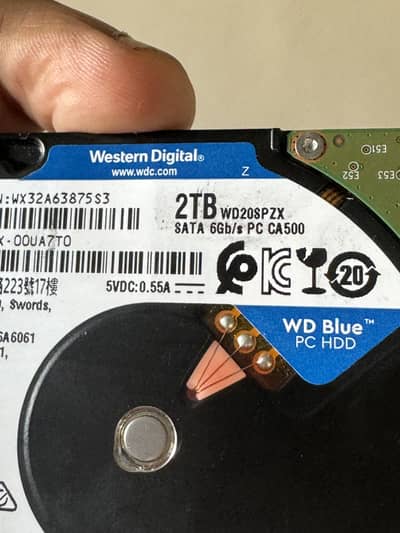 Western Digital®
www.wdc.com
Z
N:WX32A63875S3
2TB WD20SPZX
SATA 6Gb/s PC CA500
X-00UA7T0
5VDC:0.55A
223號17樓
, Swords,
6A6061
1,
20
WD Blue™
PC HDD
E51
E52
E53